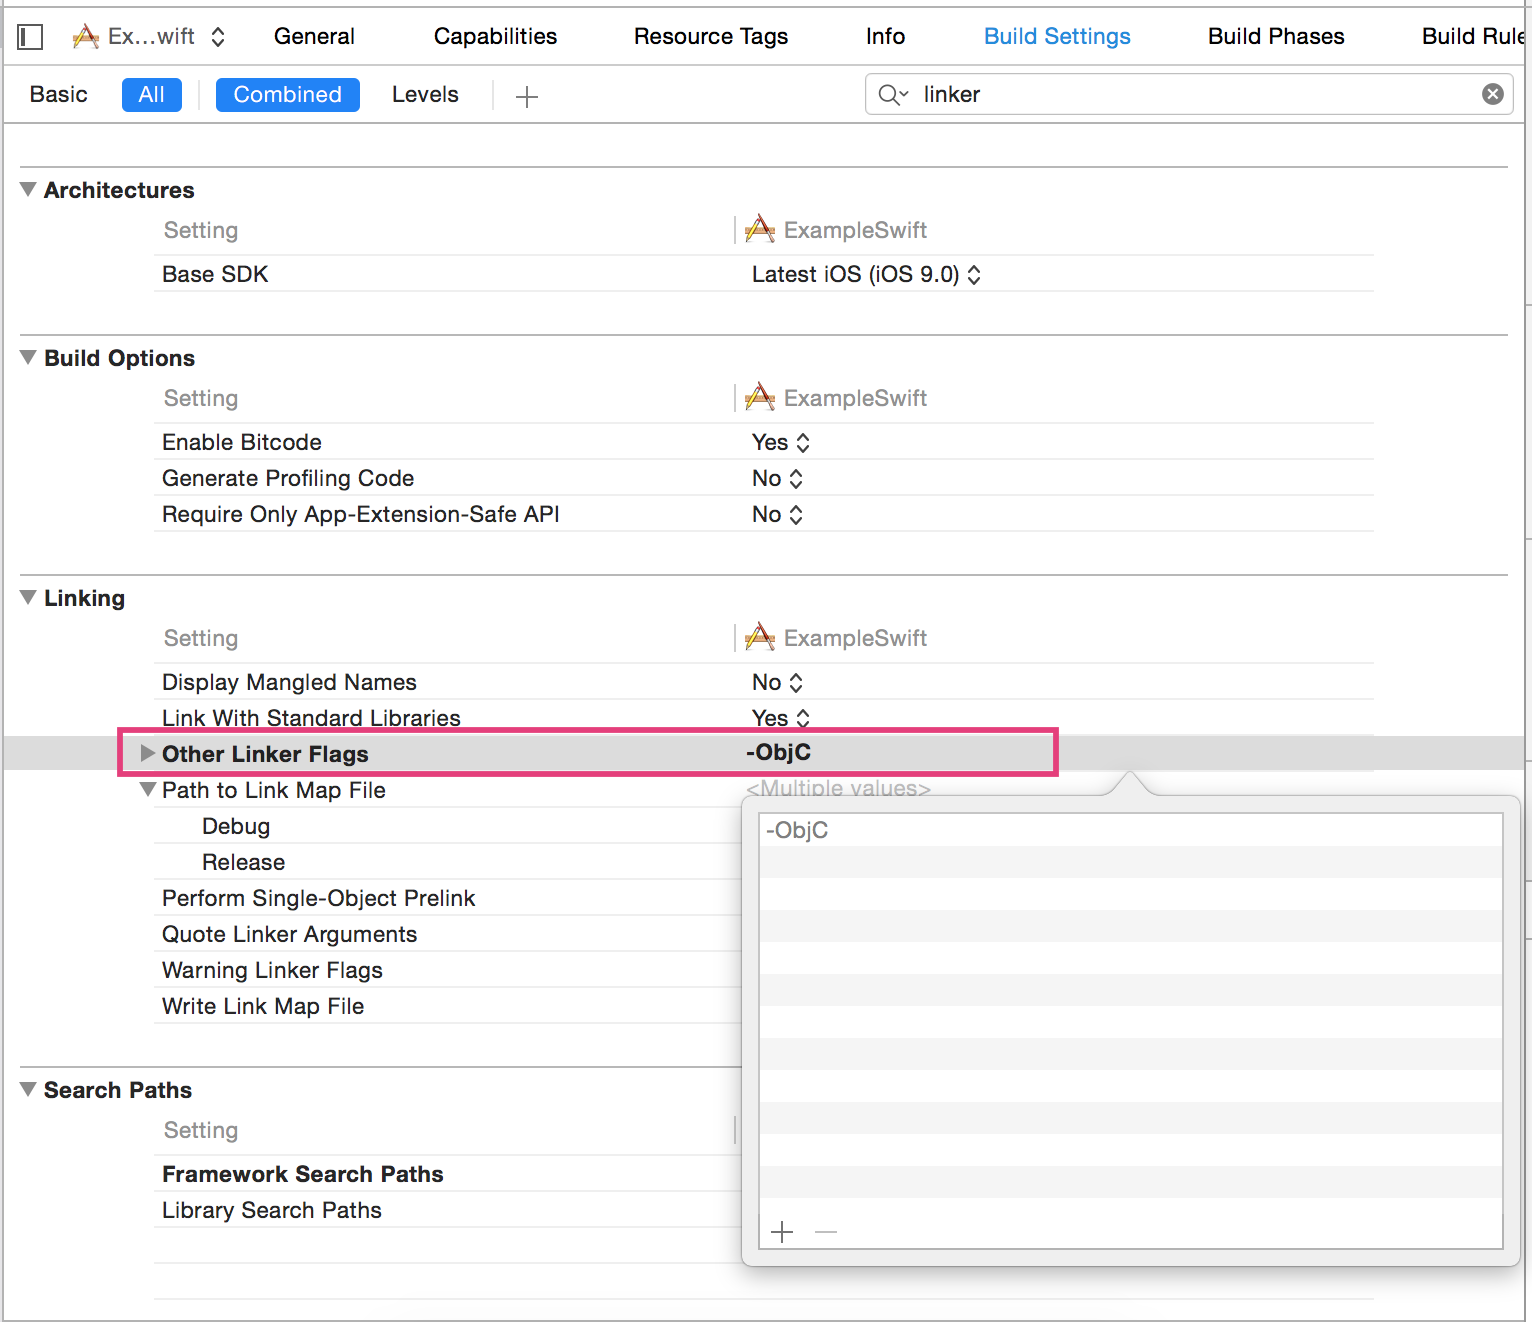 Ex...wift General Capabilities Resource Tags Info Build Settings Build Phases Build Rule
Basic All Combined Levels linker
Architectures
Setting ExampleSwift
Base SDK Latest iOS (iOS 9.0)
Build Options
Setting ExampleSwift
Enable Bitcode Yes
Generate Profiling Code No
Require Only App-Extension-Safe API No
Linking
Setting ExampleSwift
Display Mangled Names No
Link With Standard Libraries Yes
Other Linker Flags -ObjC
Path to Link Map File <Multiple values>
-ObjC
Debug
Release
Perform Single-Object Prelink
Quote Linker Arguments
Warning Linker Flags
Write Link Map File
Search Paths
Setting
Framework Search Paths
Library Search Paths